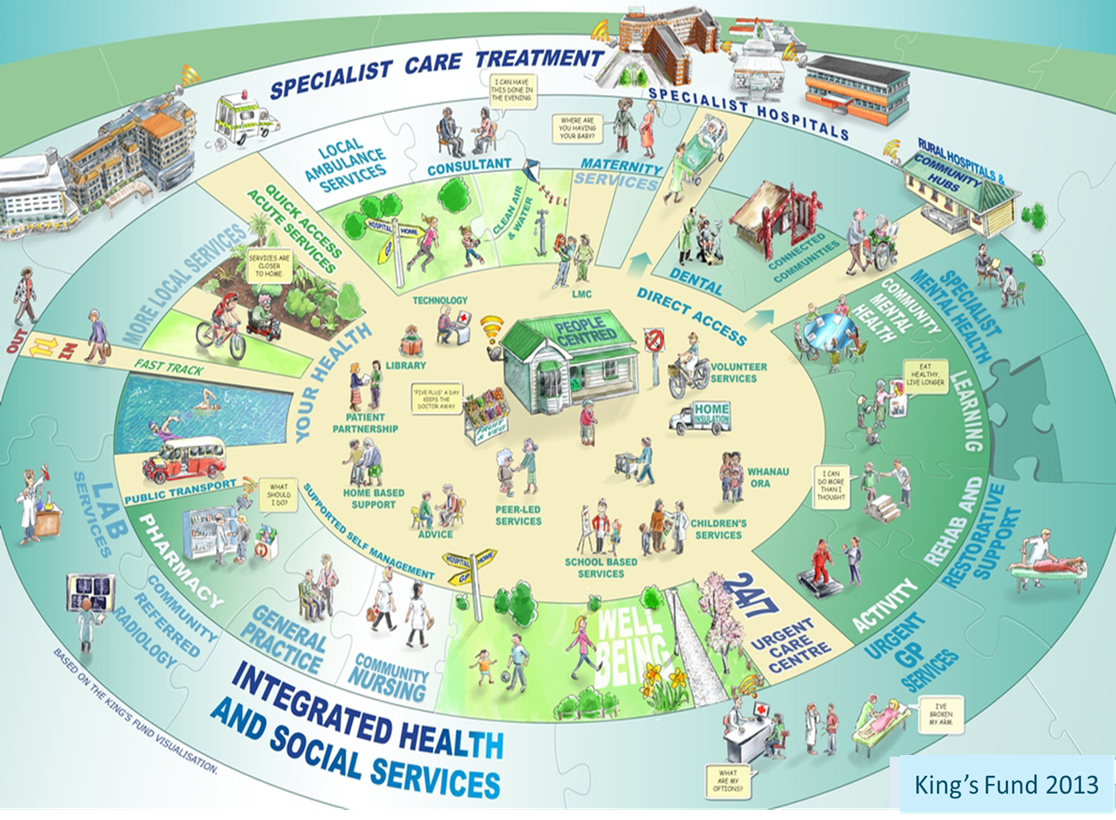 SPECIALIST CARE TREATMENT
SPECIALIST HOSPITALS
I CAN HAVE
THIS DONE IN
THE EVENING.
WHERE ARE
YOU HAVING
YOUR BABY?
LOCAL
AMBULANCE
SERVICES
CONSULTANT
MATERNITY
SERVICES
RURAL HOSPITALS &
COMMUNITY
HUBS
QUICK ACCESS
ACUTE SERVICES
HOSPITAL
HOME
GP
CLEAN AIR
& WATER
DENTAL
CONNECTED
COMMUNITIES
MORE LOCAL SERVICES
SERVICES ARE
CLOSER
TO HOME.
LMC
DIRECT ACCESS
COMMUNITY
MENTAL
HEALTH
SPECIALIST
MENTAL HEALTH
OUT
IN
FAST TRACK
YOUR HEALTH
TECHNOLOGY
LIBRARY
PEOPLE
CENTRED
VOLUNTEER
SERVICES
"FIVE PLUS" A DAY
KEEPS THE
DOCTOR AWAY
FRUIT
& VEG
PATIENT
PARTNERSHIP
HOME
INSULATION
EAT
HEALTHY,
LIVE LONGER
LEARNING
PUBLIC TRANSPORT
HOME BASED
SUPPORT
ADVICE
PEER-LED
SERVICES
WHANAU
ORA
CHILDREN'S
SERVICES
SCHOOL BASED
SERVICES
I CAN
DO MORE
THAN I
THOUGHT
REHAB AND
RESTORATIVE
SUPPORT
ACTIVITY
LAB
SERVICES
PHARMACY
WHAT
SHOULD
I DO?
SUPPORTED SELF MANAGEMENT
HOSPITAL
HOME
GP
COMMUNITY
REFERRED
RADIOLOGY
GENERAL
PRACTICE
COMMUNITY
NURSING
WELL
BEING
24/7
URGENT
CARE
CENTRE
URGENT
GP
SERVICES
I'VE
BROKEN
MY ARM.
WHAT
ARE MY
OPTIONS?
INTEGRATED HEALTH
AND SOCIAL SERVICES
BASED ON THE KING'S FUND VISUALISATION.
King's Fund 2013